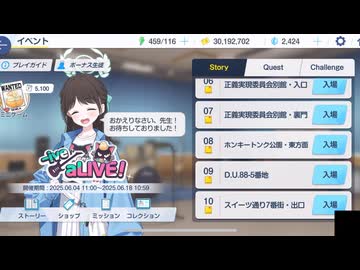 イベント
459/116
30,192,702
2,424
プレイガイド
ボーナス生徒
WANTED
5,100
ミニゲーム
おかえりなさい、先生!
お待ちしておりました!
-ive aLIVE!
開催期間:2025.06.04 11:00～2025.06.18 10:59
ストーリー
ショップ
ミッション
コレクション
Story
Quest
Challenge
06
正義実現委員会別館・入口
入場
07
正義実現委員会別館・裏門
入場
08
ホンキートンク公園・東方面
入場
09
D.U.88-5番地
入場
10
スイーツ通り7番街・出口
入場